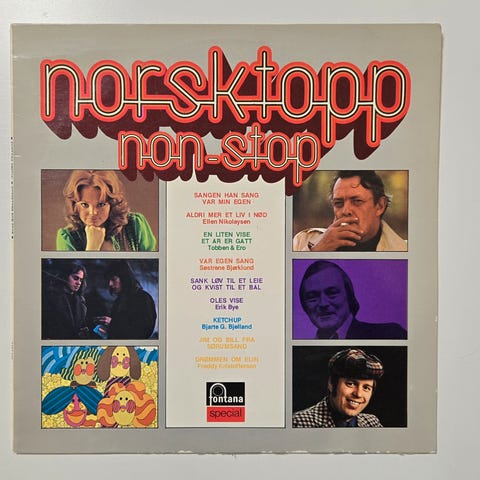 norsktopp
non-stop
SANGEN HAN SANG
VAR MIN EGEN
ALDRI MER ET LIV I NØD
Ellen Nikolaysen
EN LITEN VISE
ET ÅR ER GÅTT
Tobben & Ero
VAR EGEN SANG
Søstrene Bjørklund
SANK LØV TIL ET LEIE
OG KVIST TIL ET BÅL
OLES VISE
Erik Bye
KETCHUP
Bjarte G. Bjelland
JIM OG BILL FRA
SØRUMSAND
DRØMMEN OM ELIN
Freddy Kristoffersen
fontana
special